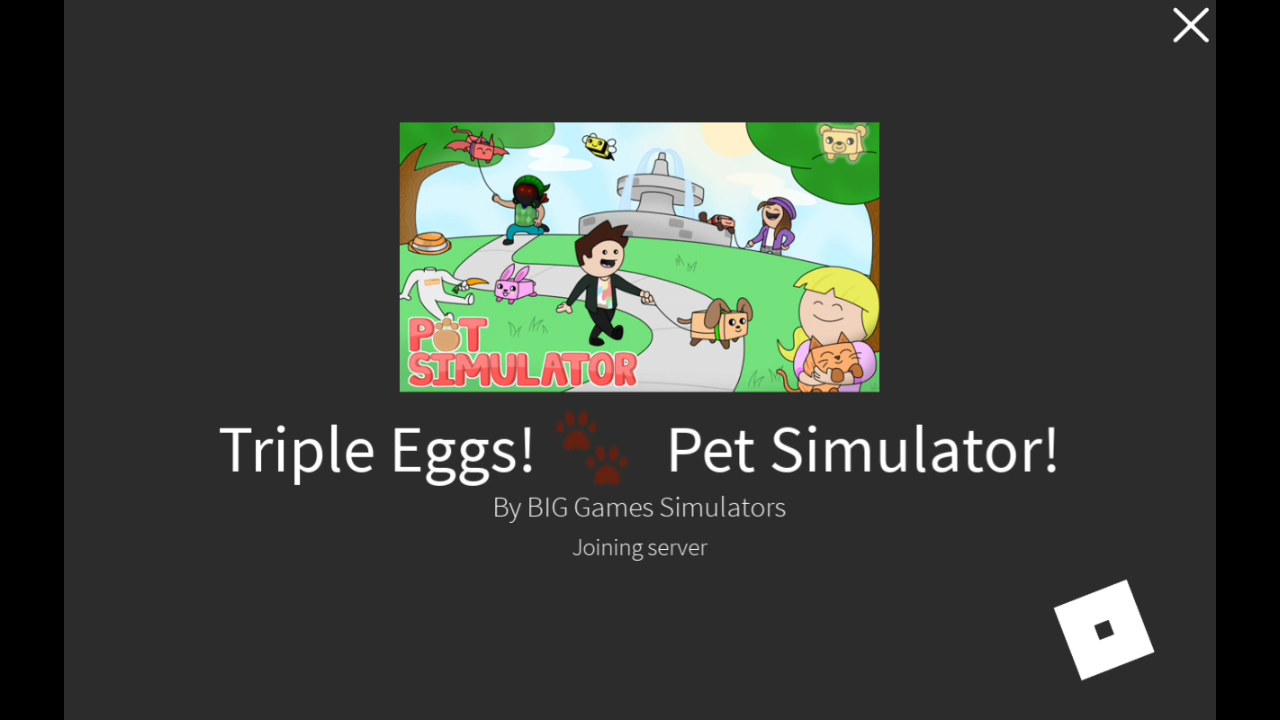 PET
SIMULATOR
Triple Eggs! 🐾 Pet Simulator!
By BIG Games Simulators
Joining server